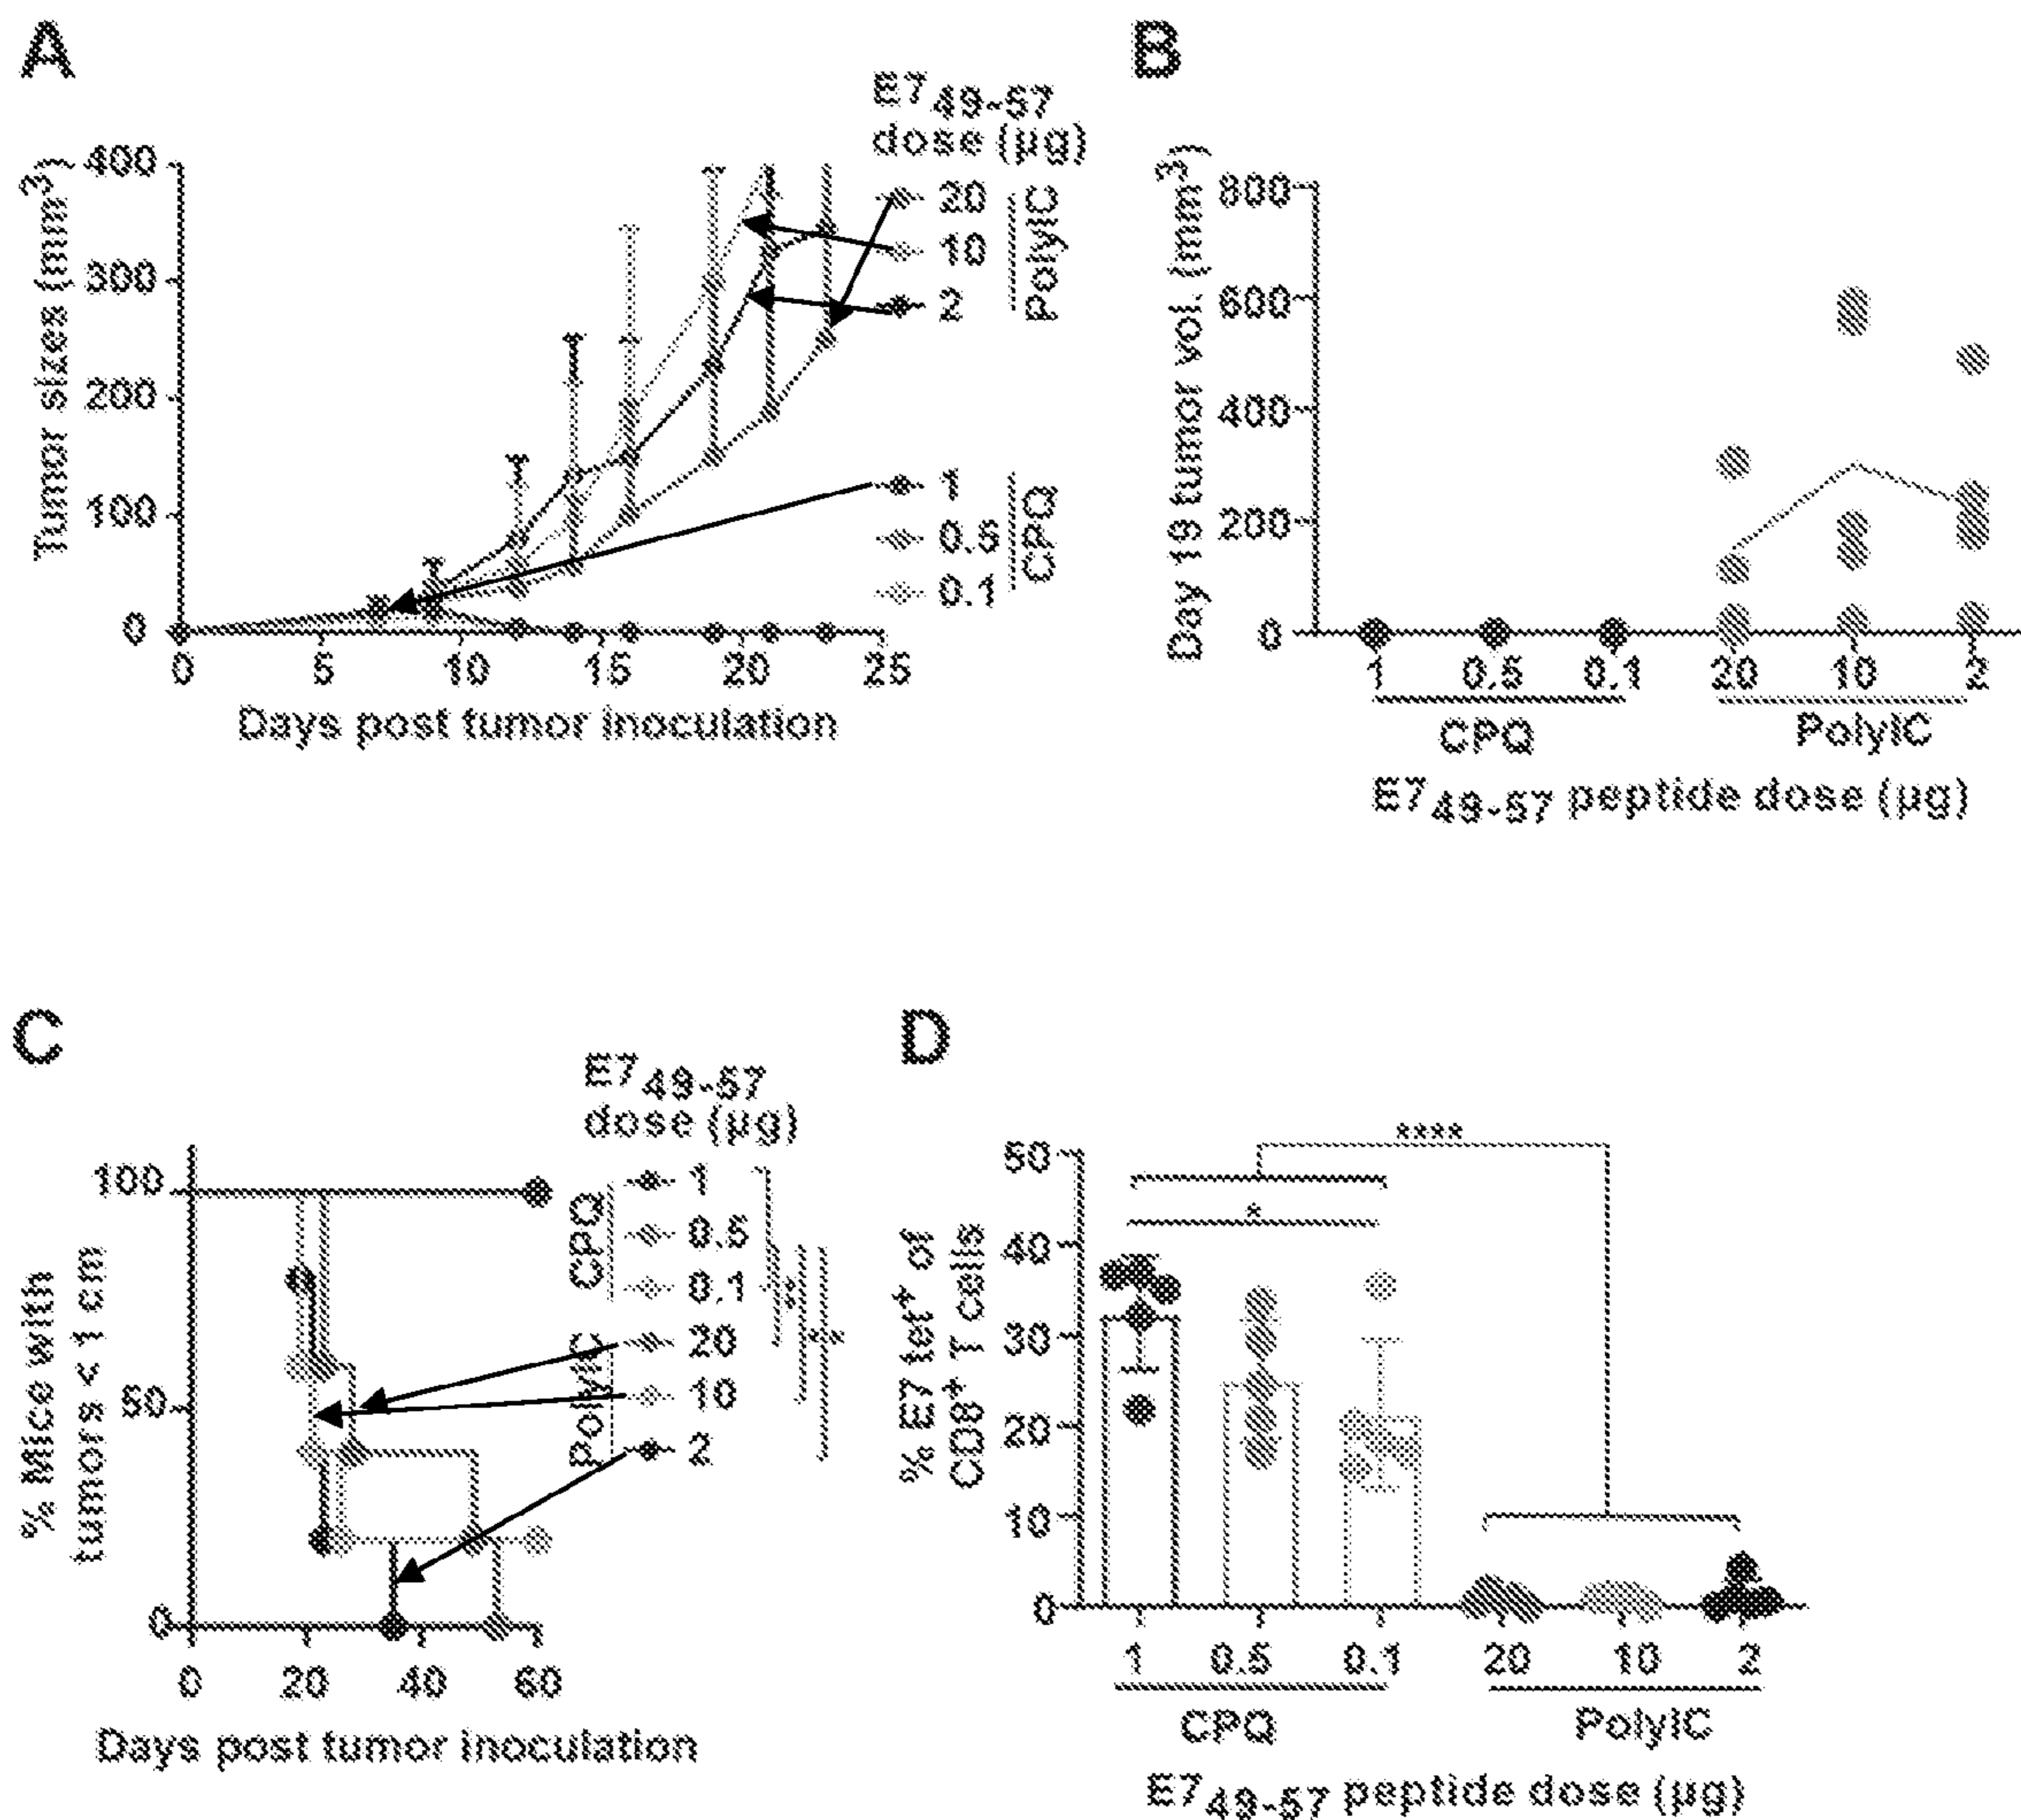 A
E7 49-57
dose (µg)
Tumor sizes (mm3)
400
300
200
100
0
0 5 10 15 20 25
Days post tumor inoculation
20
10
2
PolyIC
1
0.5
0.1
CPQ
B
Day 19 tumor vol. (mm3)
800
600
400
200
0
1 0.5 0.1 20 10 2
CPQ PolyIC
E7 49-57 peptide dose (µg)
C
E7 49-57
dose (µg)
% Mice with
tumors < 1 cm
100
50
0
0 20 40 60
Days post tumor inoculation
CPQ
1
0.5
0.1
PolyIC
20
10
2
**
**
D
% E7 tet+ of
CD8+ T cells
50
40
30
20
10
0
****
*
1 0.5 0.1 20 10 2
CPQ PolyIC
E7 49-57 peptide dose (µg)